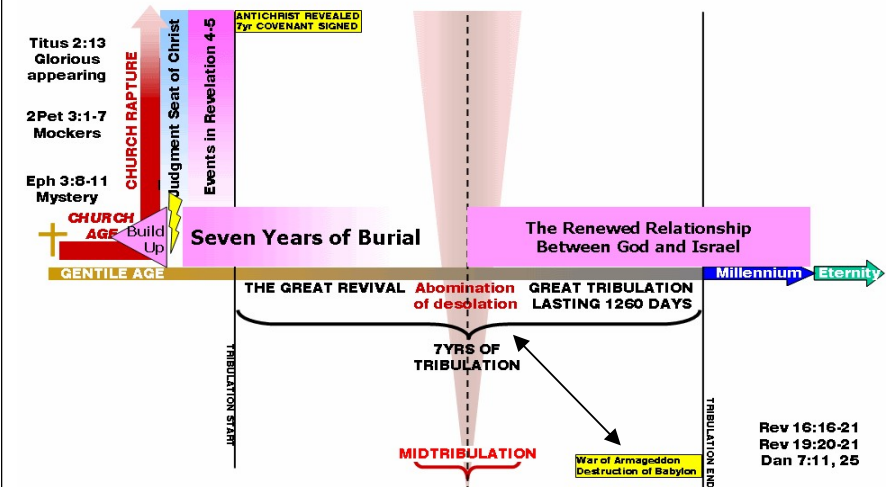 ANTICHRIST REVEALED
7yr COVENANT SIGNED
Titus 2:13
Glorious
appearing
2Pet 3:1-7
Mockers
Eph 3:8-11
Mystery
CHURCH RAPTURE
Judgment Seat of Christ
Events in Revelation 4-5
CHURCH
AGE
Build
Up
Seven Years of Burial
The Renewed Relationship
Between God and Israel
GENTILE AGE
Millennium
Eternity
THE GREAT REVIVAL
Abomination
of desolation
GREAT TRIBULATION
LASTING 1260 DAYS
7YRS OF
TRIBULATION
TRIBULATION START
MIDTRIBULATION
War of Armageddon
Destruction of Babylon
TRIBULATION END
Rev 16:16-21
Rev 19:20-21
Dan 7:11, 25